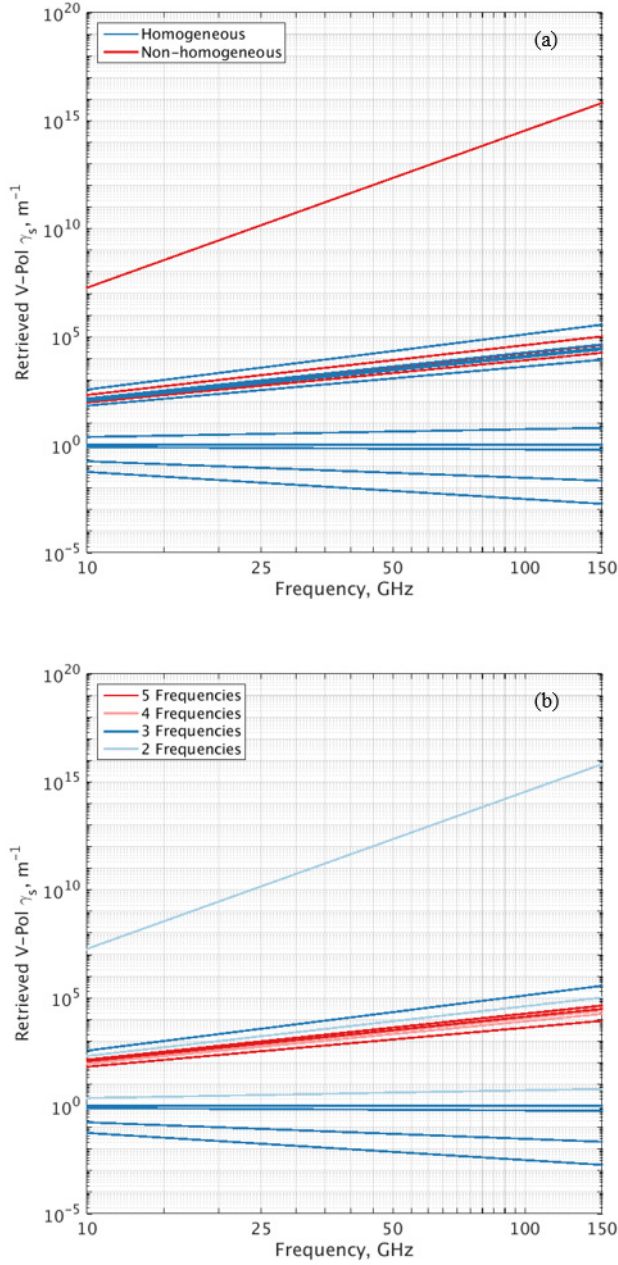 10^20
Homogeneous
Non-homogeneous
(a)
10^15
10^10
10^5
10^0
10^-5
Retrieved V-Pol γ_s, m^-1
10 25 50 100 150
Frequency, GHz
10^20
5 Frequencies
4 Frequencies
3 Frequencies
2 Frequencies
(b)
10^15
10^10
10^5
10^0
10^-5
Retrieved V-Pol γ_s, m^-1
10 25 50 100 150
Frequency, GHz